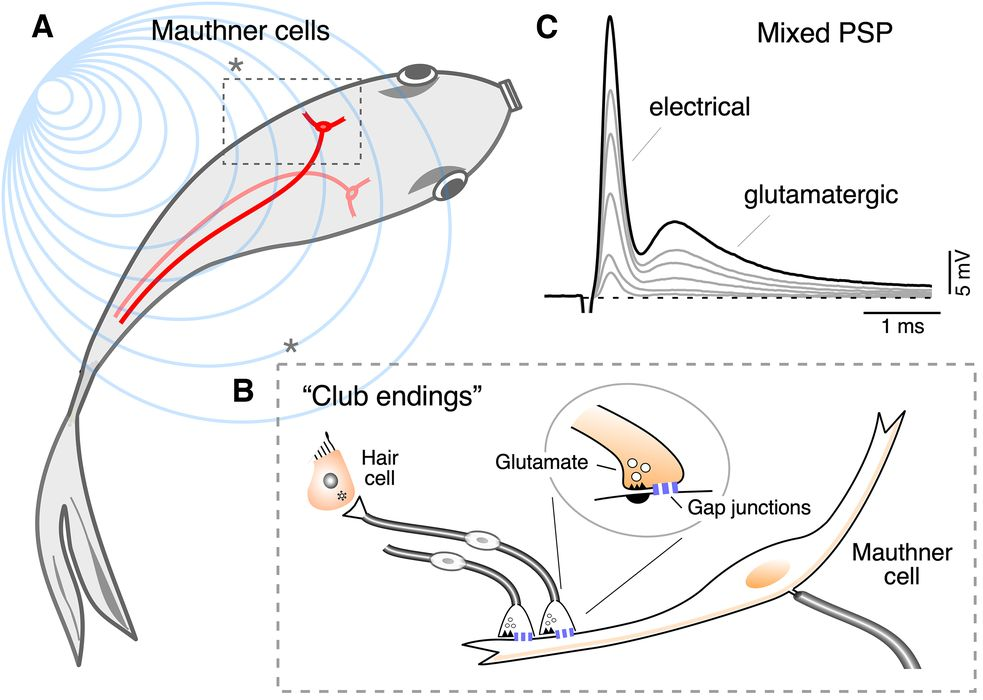 A
Mauthner cells
*
*
C
Mixed PSP
electrical
glutamatergic
5 mV
1 ms
B
“Club endings”
Hair
cell
Glutamate
Gap junctions
Mauthner
cell